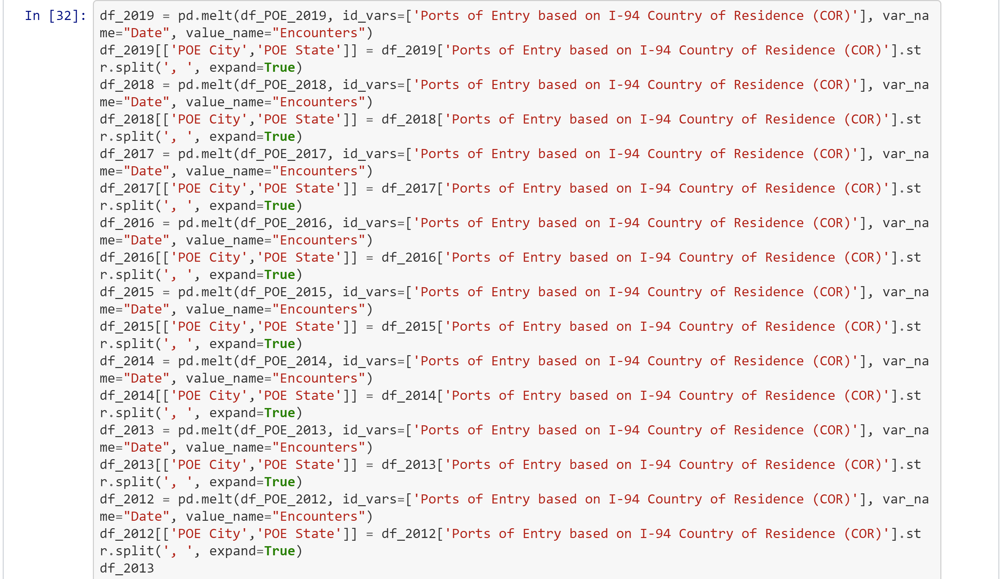 In [32]: df_2019 = pd.melt(df_POE_2019, id_vars=['Ports of Entry based on I-94 Country of Residence (COR)'], var_na
me="Date", value_name="Encounters")
df_2019[['POE City','POE State']] = df_2019['Ports of Entry based on I-94 Country of Residence (COR)'].st
r.split(', ', expand=True)
df_2018 = pd.melt(df_POE_2018, id_vars=['Ports of Entry based on I-94 Country of Residence (COR)'], var_na
me="Date", value_name="Encounters")
df_2018[['POE City','POE State']] = df_2018['Ports of Entry based on I-94 Country of Residence (COR)'].st
r.split(', ', expand=True)
df_2017 = pd.melt(df_POE_2017, id_vars=['Ports of Entry based on I-94 Country of Residence (COR)'], var_na
me="Date", value_name="Encounters")
df_2017[['POE City','POE State']] = df_2017['Ports of Entry based on I-94 Country of Residence (COR)'].st
r.split(', ', expand=True)
df_2016 = pd.melt(df_POE_2016, id_vars=['Ports of Entry based on I-94 Country of Residence (COR)'], var_na
me="Date", value_name="Encounters")
df_2016[['POE City','POE State']] = df_2016['Ports of Entry based on I-94 Country of Residence (COR)'].st
r.split(', ', expand=True)
df_2015 = pd.melt(df_POE_2015, id_vars=['Ports of Entry based on I-94 Country of Residence (COR)'], var_na
me="Date", value_name="Encounters")
df_2015[['POE City','POE State']] = df_2015['Ports of Entry based on I-94 Country of Residence (COR)'].st
r.split(', ', expand=True)
df_2014 = pd.melt(df_POE_2014, id_vars=['Ports of Entry based on I-94 Country of Residence (COR)'], var_na
me="Date", value_name="Encounters")
df_2014[['POE City','POE State']] = df_2014['Ports of Entry based on I-94 Country of Residence (COR)'].st
r.split(', ', expand=True)
df_2013 = pd.melt(df_POE_2013, id_vars=['Ports of Entry based on I-94 Country of Residence (COR)'], var_na
me="Date", value_name="Encounters")
df_2013[['POE City','POE State']] = df_2013['Ports of Entry based on I-94 Country of Residence (COR)'].st
r.split(', ', expand=True)
df_2012 = pd.melt(df_POE_2012, id_vars=['Ports of Entry based on I-94 Country of Residence (COR)'], var_na
me="Date", value_name="Encounters")
df_2012[['POE City','POE State']] = df_2012['Ports of Entry based on I-94 Country of Residence (COR)'].st
r.split(', ', expand=True)
df_2013